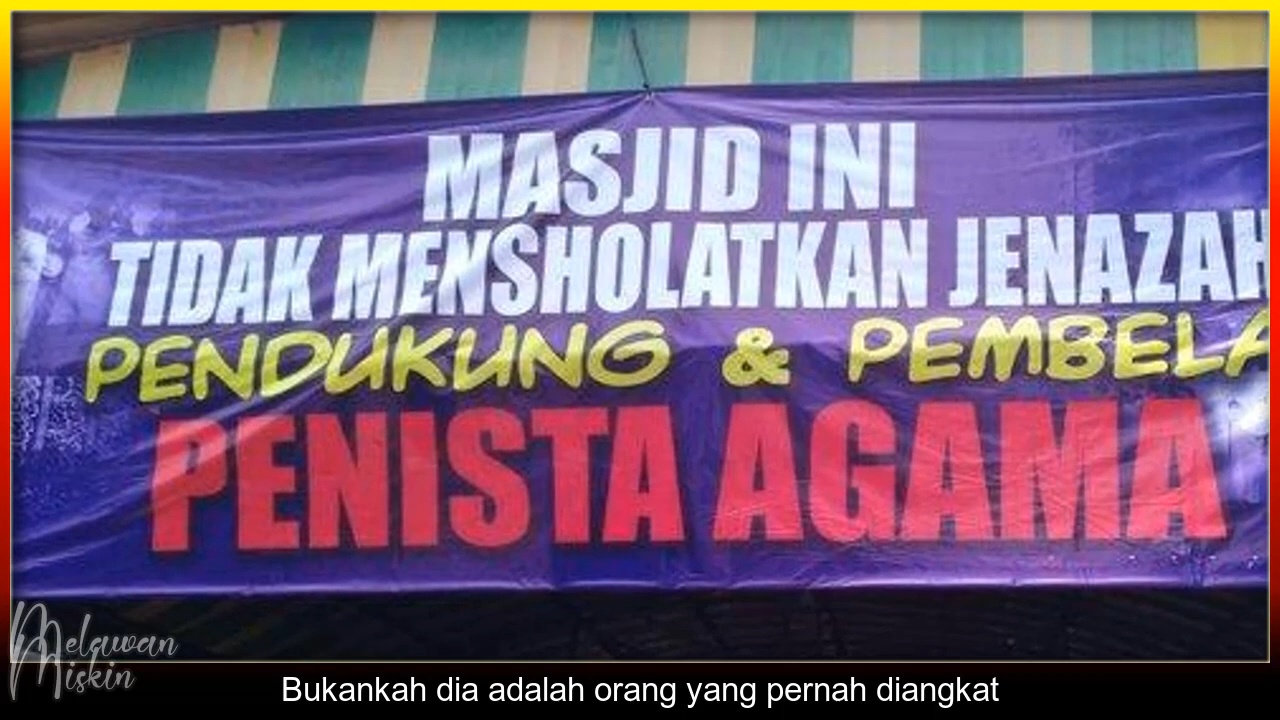 MASJID INI
TIDAK MENSHOLATKAN JENAZAH
PENDUKUNG & PEMBELA
PENISTA AGAMA
Melawan
Miskin
Bukankah dia adalah orang yang pernah diangkat